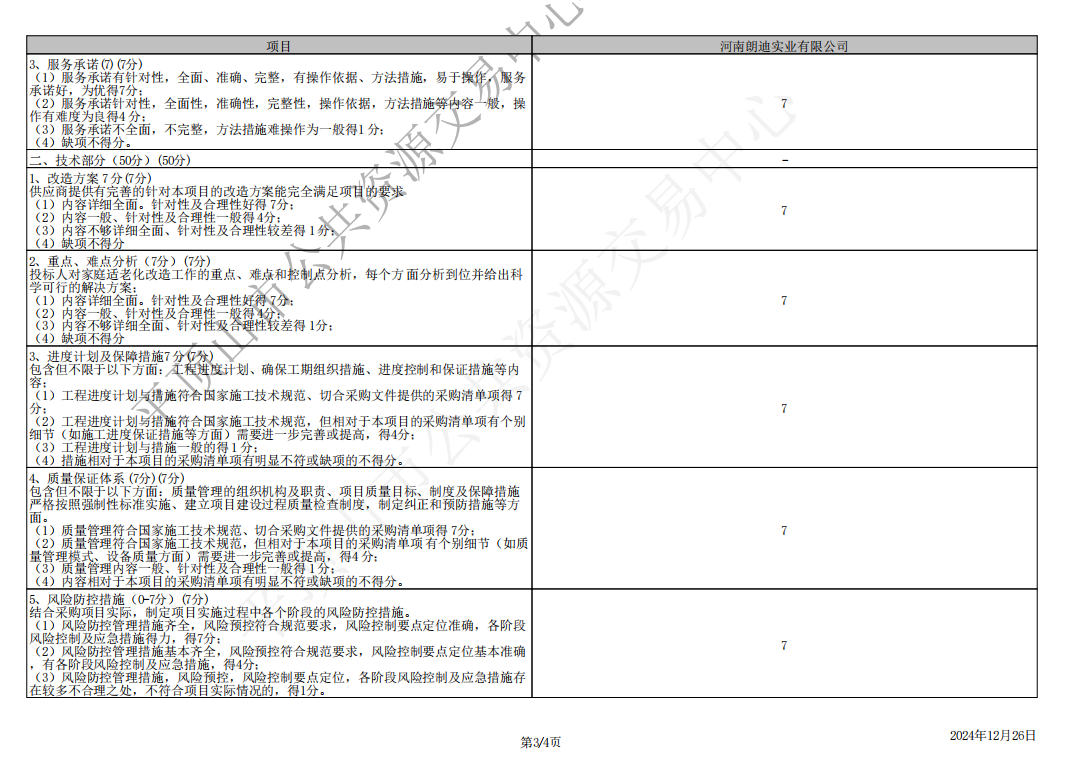 项目
河南朗迪实业有限公司
3、服务承诺(7)(7分)
（1）服务承诺有针对性，全面、准确、完整，有操作依据、方法措施，易于操作，服务
承诺好，为优得7分；
（2）服务承诺针对性，全面性，准确性，完整性，操作依据，方法措施等内容一般，操
作有难度为良得4分；
（3）服务承诺不全面，不完整，方法措施难操作为一般得1分；
（4）缺项不得分。
7
二、技术部分（50分）(50分)
–
1、改造方案7分(7分)
供应商提供有完善的针对本项目的改造方案能完全满足项目的要求
（1）内容详细全面。针对性及合理性好得7分；
（2）内容一般、针对性及合理性一般得4分；
（3）内容不够详细全面、针对性及合理性较差得1分；
（4）缺项不得分
7
2、重点、难点分析（7分）(7分)
投标人对家庭适老化改造工作的重点、难点和控制点分析，每个方面分析到位并给出科
学可行的解决方案；
（1）内容详细全面。针对性及合理性好得7分；
（2）内容一般、针对性及合理性一般得4分；
（3）内容不够详细全面、针对性及合理性较差得1分；
（4）缺项不得分
7
3、进度计划及保障措施7分(7分)
包含但不限于以下方面：工程进度计划、确保工期组织措施、进度控制和保证措施等内
容；
（1）工程进度计划与措施符合国家施工技术规范、切合采购文件提供的采购清单项得7
分；
（2）工程进度计划与措施符合国家施工技术规范，但相对于本项目的采购清单项有个别
细节（如施工进度保证措施等方面）需要进一步完善或提高，得4分；
（3）工程进度计划与措施一般的得1分；
（4）措施相对于本项目的采购清单项有明显不符或缺项的不得分。
7
4、质量保证体系(7分)(7分)
包含但不限于以下方面：质量管理的组织机构及职责、项目质量目标、制度及保障措施
严格按照强制性标准实施、建立项目建设过程质量检查制度，制定纠正和预防措施等方
面。
（1）质量管理符合国家施工技术规范、切合采购文件提供的采购清单项得7分；
（2）质量管理符合国家施工技术规范，但相对于本项目的采购清单项有个别细节（如质
量管理模式、设备质量方面）需要进一步完善或提高，得4分；
（3）质量管理内容一般、针对性及合理性一般得1分；
（4）内容相对于本项目的采购清单项有明显不符或缺项的不得分。
7
5、风险防控措施（0-7分）(7分)
结合采购项目实际，制定项目实施过程中各个阶段的风险防控措施。
（1）风险防控管理措施齐全，风险预控符合规范要求，风险控制要点定位准确，各阶段
风险控制及应急措施得力，得7分；
（2）风险防控管理措施基本齐全，风险预控符合规范要求，风险控制要点定位基本准确
，有各阶段风险控制及应急措施，得4分；
（3）风险防控管理措施，风险预控，风险控制要点定位，各阶段风险控制及应急措施存
在较多不合理之处，不符合项目实际情况的，得1分。
7
平顶山市公共资源交易中心
平顶山市公共资源交易中心
第3/4页
2024年12月26日